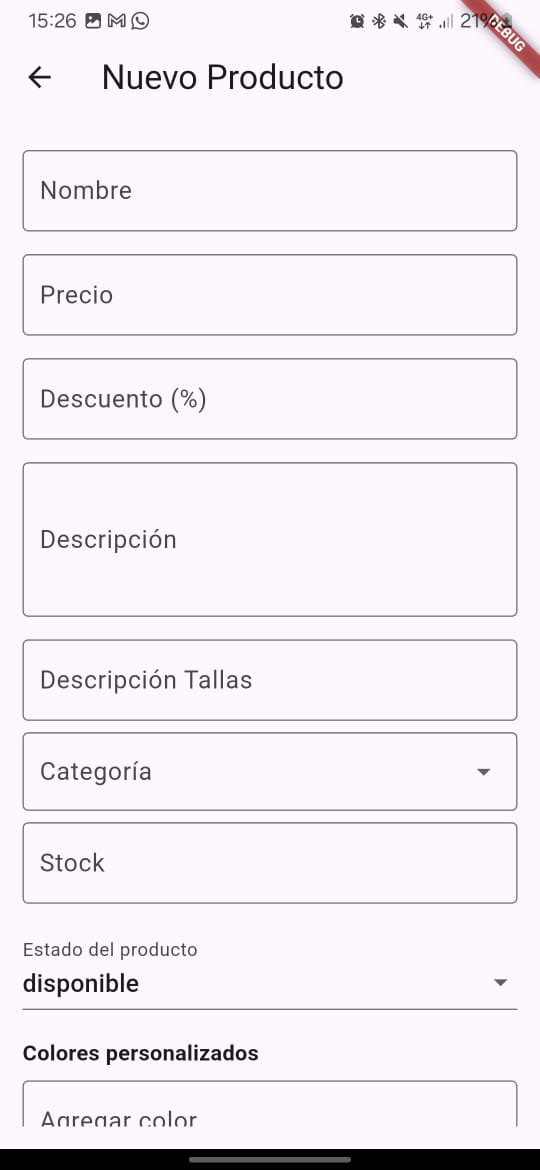 15:26
4G+
21%
DEBUG
Nuevo Producto
Nombre
Precio
Descuento (%)
Descripción
Descripción Tallas
Categoría
Stock
Estado del producto
disponible
Colores personalizados
Agregar color